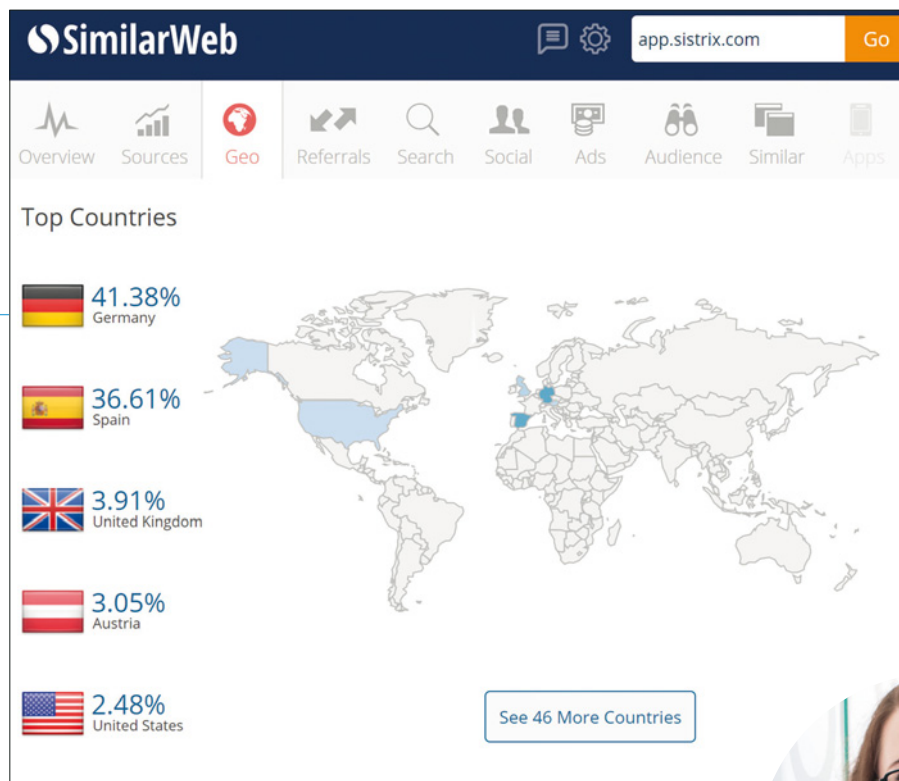 SimilarWeb
app.sistrix.com Go
Overview Sources Geo Referrals Search Social Ads Audience Similar Apps
Top Countries
41.38%
Germany
36.61%
Spain
3.91%
United Kingdom
3.05%
Austria
2.48%
United States
See 46 More Countries